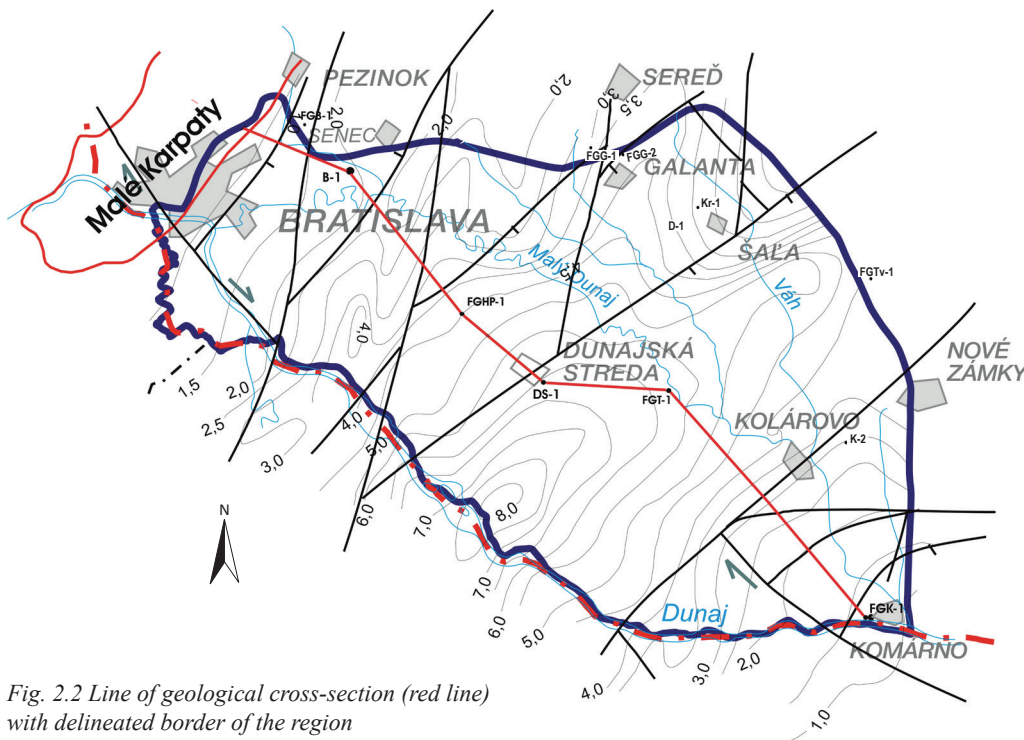 PEZINOK
SEREĎ
Male Karpaty
2,0
2,0
3,0
3,5
FGB-1
SENEC
2,0
FGG-1
FGG-2
GALANTA
B-1
Kr-1
D-1
BRATISLAVA
ŠAĽA
Malý Dunaj
Váh
FGTv-1
FGHP-1
4,0
DUNAJSKÁ
STREDA
NOVÉ
ZÁMKY
1,5
2,0
DS-1
FGT-1
2,5
4,0
KOLÁROVO
3,0
5,0
K-2
6,0
7,0
8,0
N
7,0
Dunaj
FGK-1
6,0
5,0
KOMÁRNO
4,0
3,0
2,0
1,0
Fig. 2.2 Line of geological cross-section (red line)
with delineated border of the region